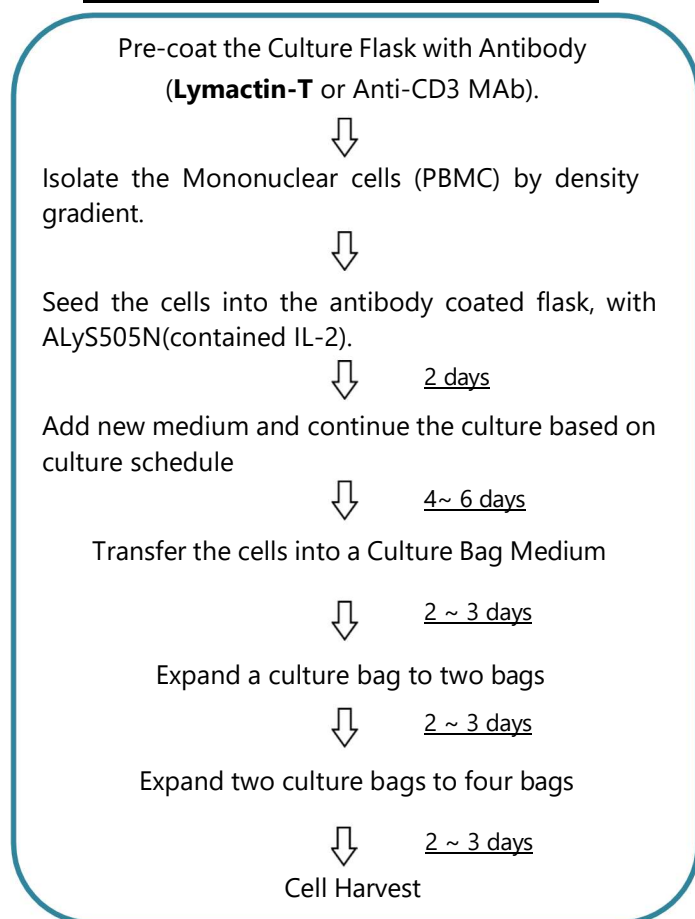 Pre-coat the Culture Flask with Antibody
(Lymactin-T or Anti-CD3 MAb).
Isolate the Mononuclear cells (PBMC) by density
gradient.
Seed the cells into the antibody coated flask, with
ALyS505N(contained IL-2).
2 days
Add new medium and continue the culture based on
culture schedule
4~ 6 days
Transfer the cells into a Culture Bag Medium
2 ~ 3 days
Expand a culture bag to two bags
2 ~ 3 days
Expand two culture bags to four bags
2 ~ 3 days
Cell Harvest